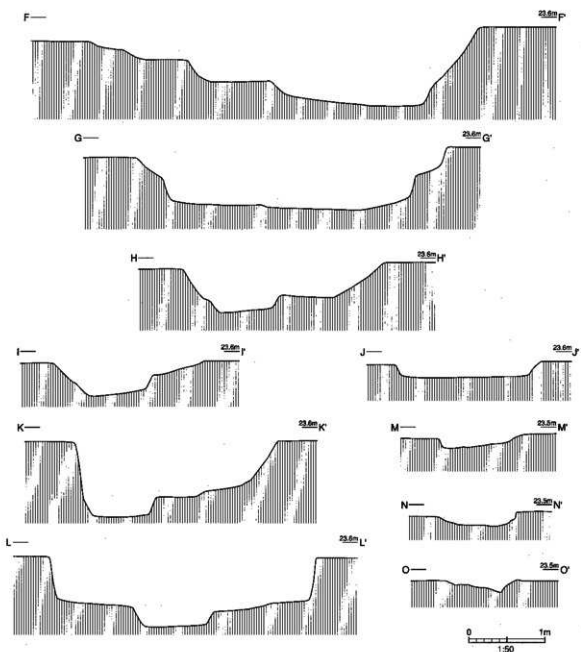 F 23.6m F'
G 23.6m G'
H 23.6m H'
I 23.6m I'
J 23.6m J'
K 23.6m K'
M 23.5m M'
N 23.5m N'
L 23.6m L'
O 23.5m O'
0 1m
1:50